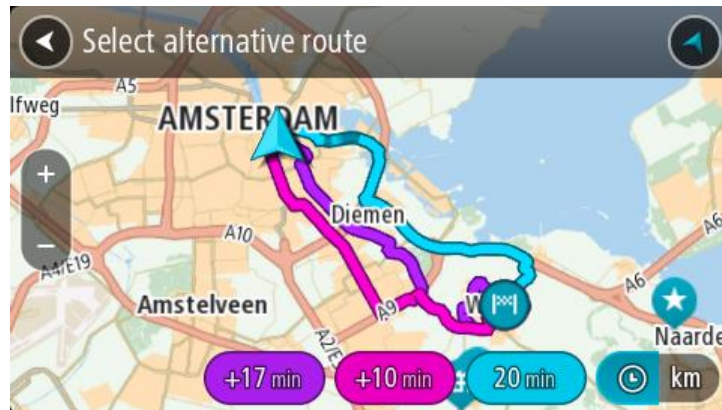 Select alternative route
A5
lfweg
AMSTERDAM
+
Diemen
A10
–
A6
A4/E19
A6
Amstelveen
A9
W
A2/E
Naarde
+17 min
+10 min
20 min
km